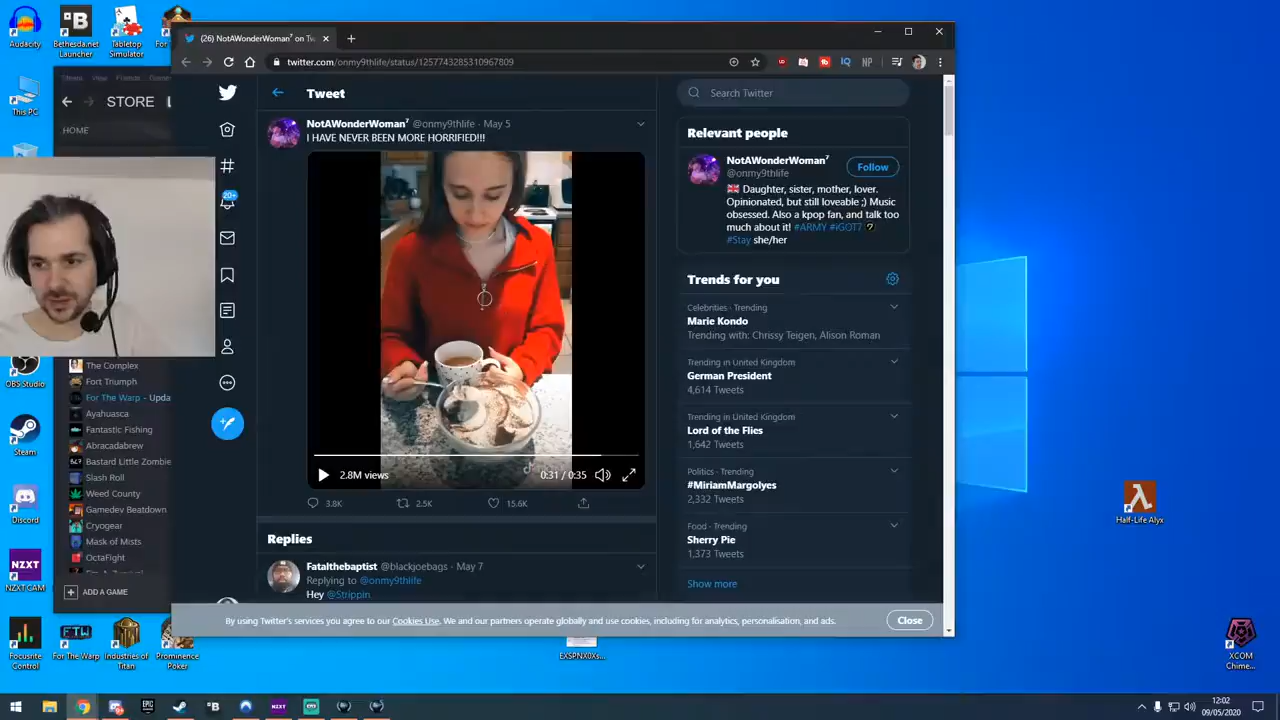 Audacity
Bethesda.net
Launcher
Tabletop
Simulator
For
This PC
Steam View Friends Games
STORE
HOME
(26) NotAWonderWoman⁷ on Tw
twitter.com/onmy9thlife/status/1257743285310967809
Tweet
Search Twitter
NotAWonderWoman⁷ @onmy9thlife · May 5
I HAVE NEVER BEEN MORE HORRIFIED!!!
2.8M views
0:31 / 0:35
3.8K
2.5K
15.6K
Replies
Fatalthebaptist @blackjoebags · May 7
Replying to @onmy9thlife
Hey @Strippin
20+
Relevant people
NotAWonderWoman⁷
@onmy9thlife
Follow
🇬🇧 Daughter, sister, mother, lover.
Opinionated, but still loveable ;) Music
obsessed. Also a kpop fan, and talk too
much about it! #ARMY #iGOT7
#Stay she/her
Trends for you
Celebrities · Trending
Marie Kondo
Trending with: Chrissy Teigen, Alison Roman
Trending in United Kingdom
German President
4,614 Tweets
Trending in United Kingdom
Lord of the Flies
1,642 Tweets
Politics · Trending
#MiriamMargolyes
2,332 Tweets
Food · Trending
Sherry Pie
1,373 Tweets
Show more
By using Twitter's services you agree to our Cookies Use. We and our partners operate globally and use cookies, including for analytics, personalisation, and ads.
Close
The Complex
Fort Triumph
For The Warp - Upda
Ayahuasca
Fantastic Fishing
Abracadabrew
Bastard Little Zombie
Slash Roll
Weed County
Gamedev Beatdown
Cryogear
Mask of Mists
OctaFight
ADD A GAME
OBS Studio
Steam
Discord
NZXT
NZXT CAM
Focusrite
Control
FTW
For The Warp
Industries of
Titan
Prominence
Poker
EXSPNX0Xs...
Half-Life Alyx
XCOM
Chime...
EPIC
NZXT
12:02
09/05/2020